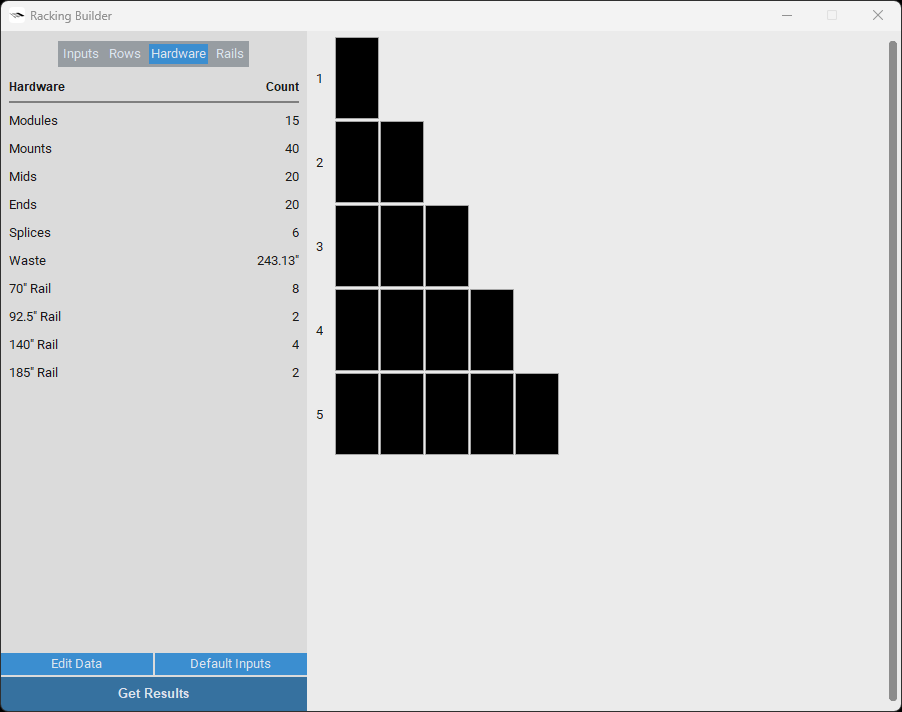 Racking Builder
Inputs Rows Hardware Rails
Hardware Count
Modules 15
Mounts 40
Mids 20
Ends 20
Splices 6
Waste 243.13"
70" Rail 8
92.5" Rail 2
140" Rail 4
185" Rail 2
Edit Data Default Inputs
Get Results
1
2
3
4
5